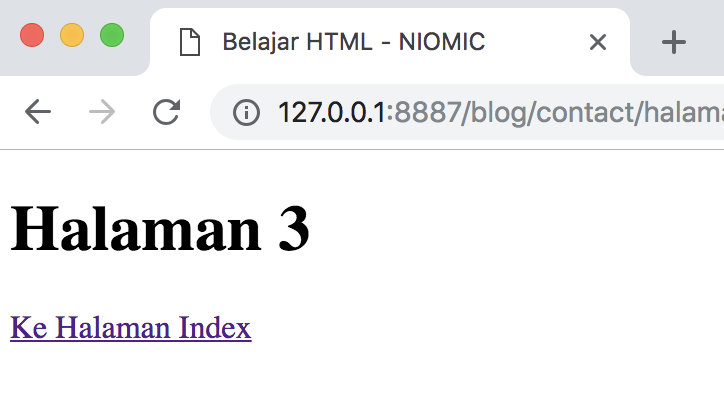 Belajar HTML - NIOMIC
127.0.0.1:8887/blog/contact/halama
Halaman 3
Ke Halaman Index